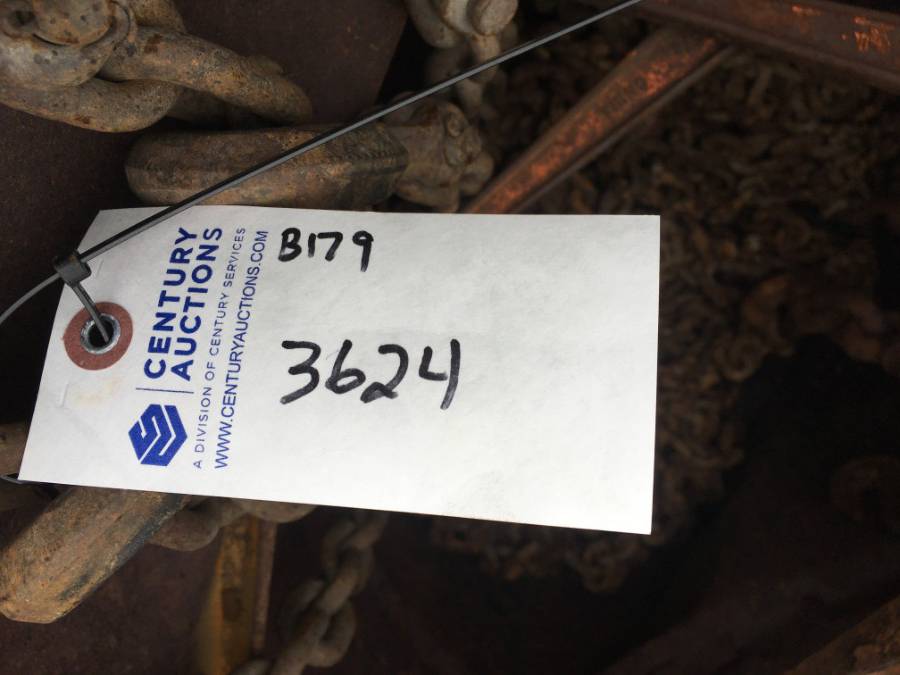 CENTURY
AUCTIONS
A DIVISION OF CENTURY SERVICES
WWW.CENTURYAUCTIONS.COM
B179
3624